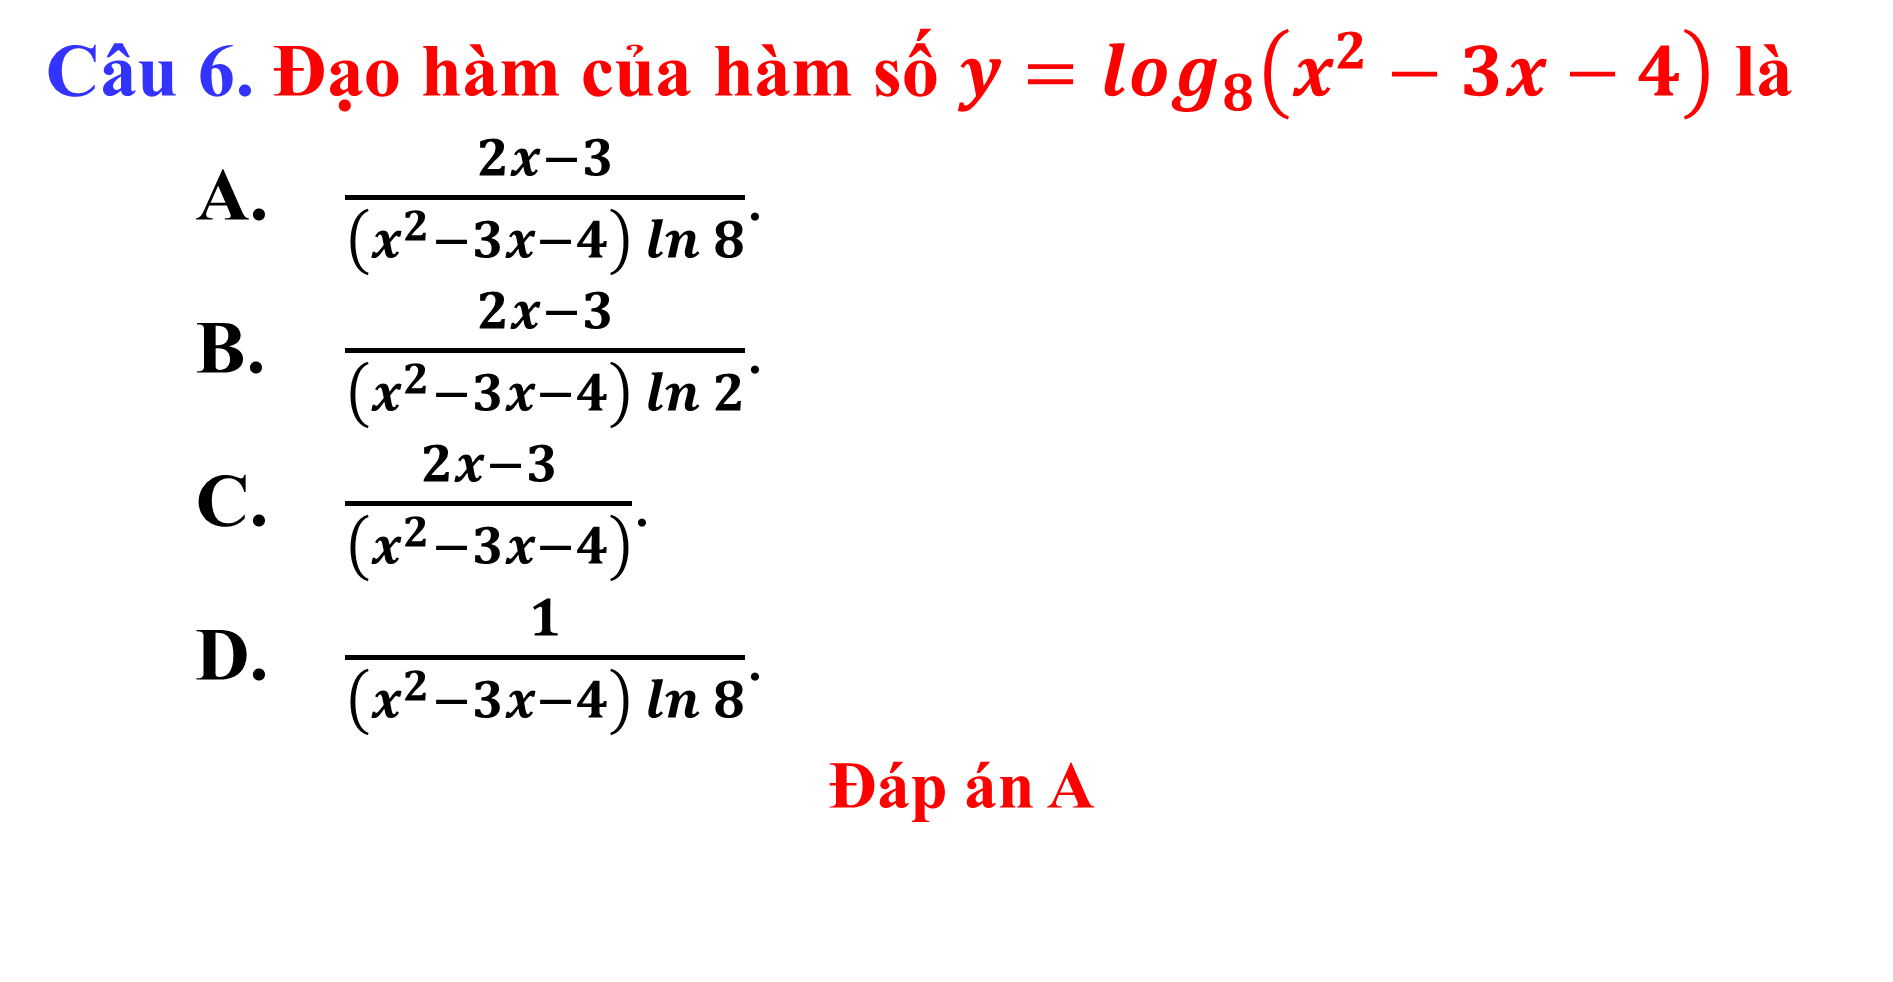 Câu 6. Đạo hàm của hàm số y = log₈(x² − 3x − 4) là
A. (2x−3)/((x²−3x−4) ln 8).
B. (2x−3)/((x²−3x−4) ln 2).
C. (2x−3)/(x²−3x−4).
D. 1/((x²−3x−4) ln 8).
Đáp án A